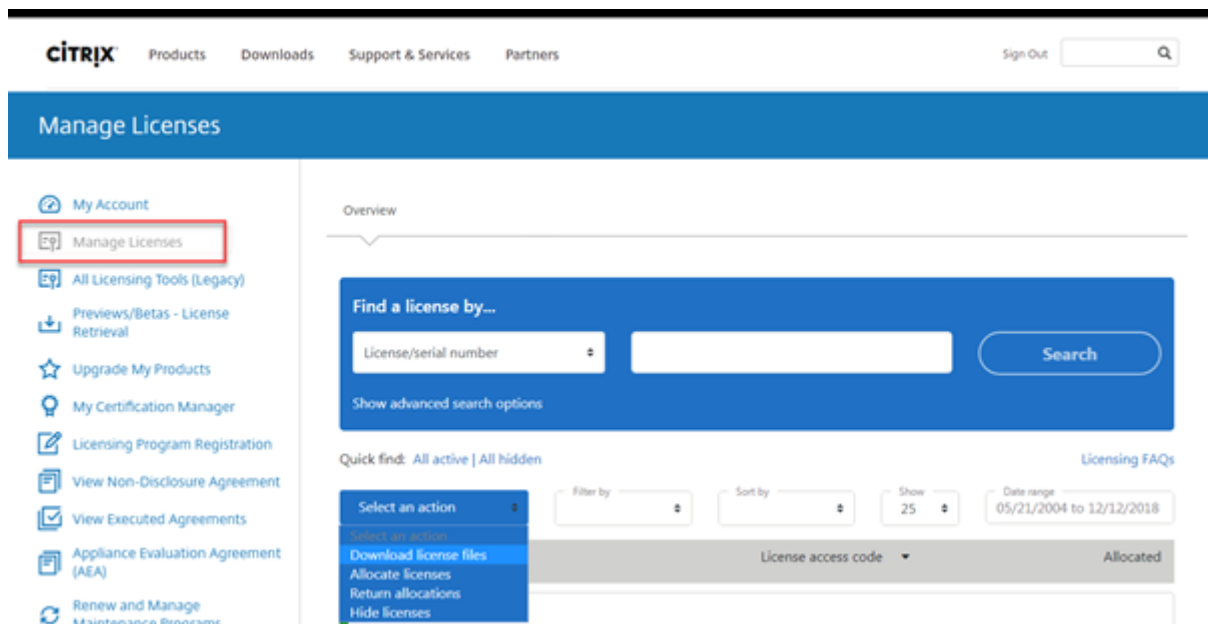 CITRIX Products Downloads Support & Services Partners Sign Out
Manage Licenses
My Account
Manage Licenses
All Licensing Tools (Legacy)
Previews/Betas - License
Retrieval
Upgrade My Products
My Certification Manager
Licensing Program Registration
View Non-Disclosure Agreement
View Executed Agreements
Appliance Evaluation Agreement
(AEA)
Renew and Manage
Maintenance Programs
Overview
Find a license by...
License/serial number
Search
Show advanced search options
Quick find: All active | All hidden
Licensing FAQs
Select an action
Filter by
Sort by
Show
25
Date range
05/21/2004 to 12/12/2018
Select an action
Download license files
Allocate licenses
Return allocations
Hide licenses
License access code
Allocated